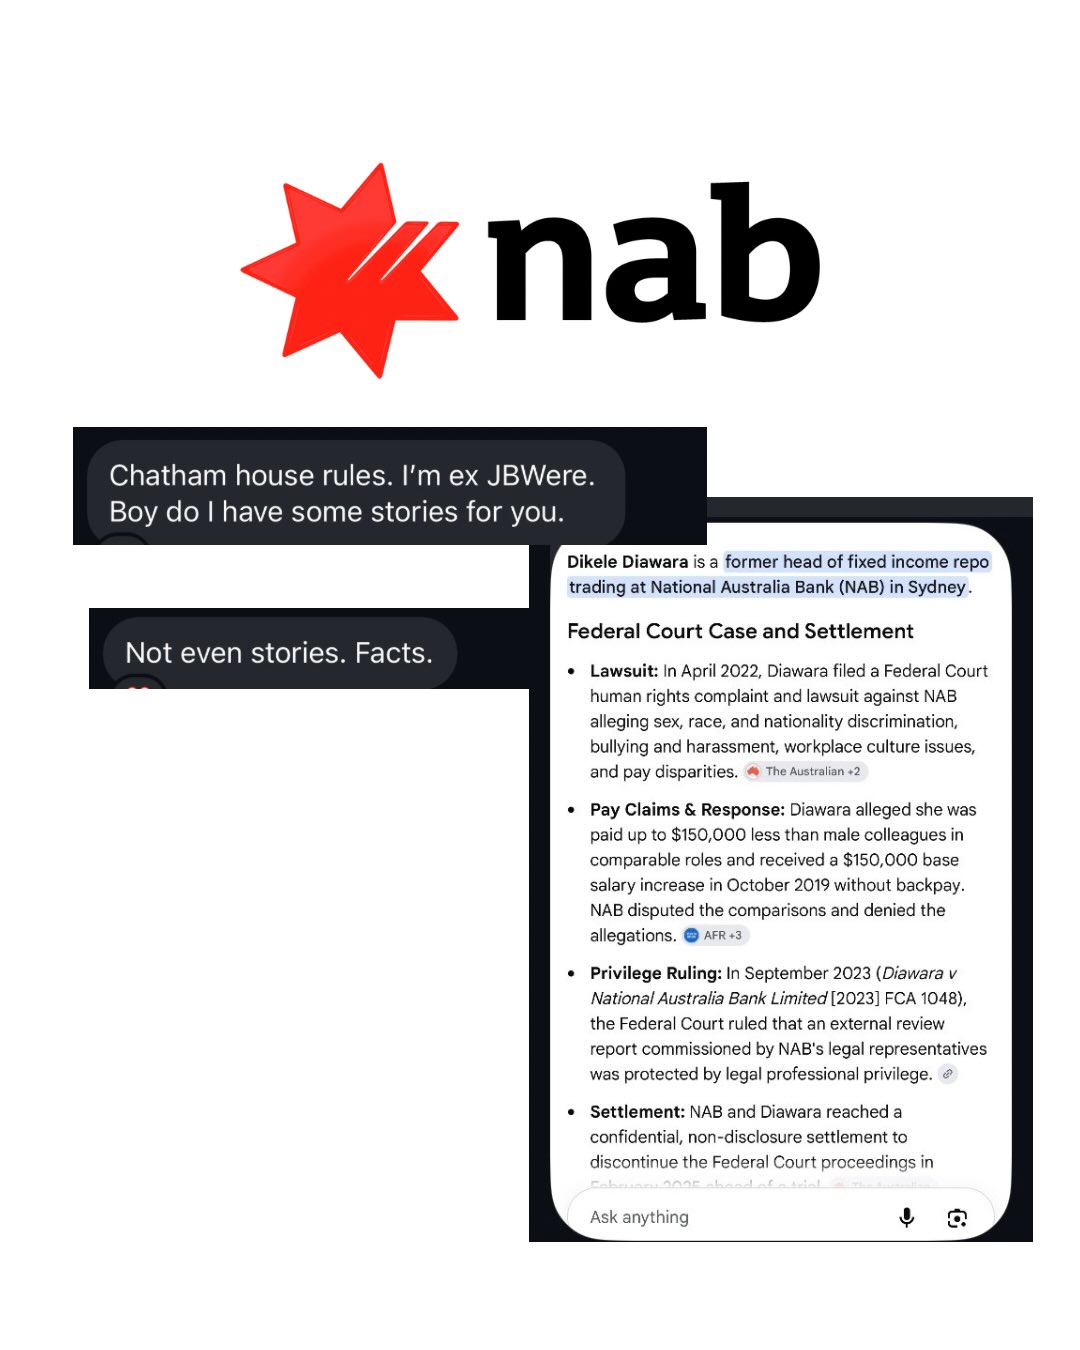 nab
Chatham house rules. I'm ex JBWere.
Boy do I have some stories for you.
Not even stories. Facts.
Dikele Diawara is a former head of fixed income repo
trading at National Australia Bank (NAB) in Sydney.
Federal Court Case and Settlement
• Lawsuit: In April 2022, Diawara filed a Federal Court
human rights complaint and lawsuit against NAB
alleging sex, race, and nationality discrimination,
bullying and harassment, workplace culture issues,
and pay disparities. The Australian +2
• Pay Claims & Response: Diawara alleged she was
paid up to $150,000 less than male colleagues in
comparable roles and received a $150,000 base
salary increase in October 2019 without backpay.
NAB disputed the comparisons and denied the
allegations. AFR +3
• Privilege Ruling: In September 2023 (Diawara v
National Australia Bank Limited [2023] FCA 1048),
the Federal Court ruled that an external review
report commissioned by NAB's legal representatives
was protected by legal professional privilege.
• Settlement: NAB and Diawara reached a
confidential, non-disclosure settlement to
discontinue the Federal Court proceedings in
February 2025 ahead of a trial. The Australian
Ask anything